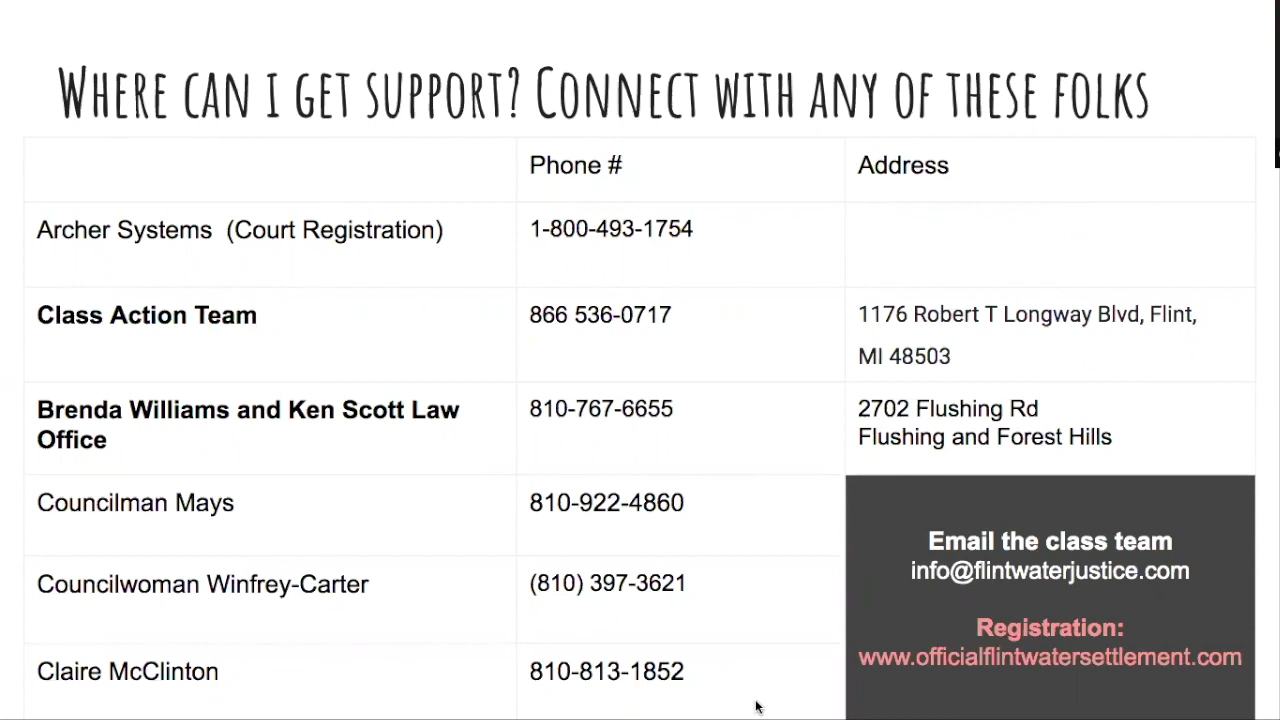 WHERE CAN I GET SUPPORT? CONNECT WITH ANY OF THESE FOLKS
Phone # Address
Archer Systems (Court Registration) 1-800-493-1754
Class Action Team 866 536-0717 1176 Robert T Longway Blvd, Flint,
MI 48503
Brenda Williams and Ken Scott Law 810-767-6655 2702 Flushing Rd
Office Flushing and Forest Hills
Councilman Mays 810-922-4860
Councilwoman Winfrey-Carter (810) 397-3621
Claire McClinton 810-813-1852
Email the class team
info@flintwaterjustice.com
Registration:
www.officialflintwatersettlement.com